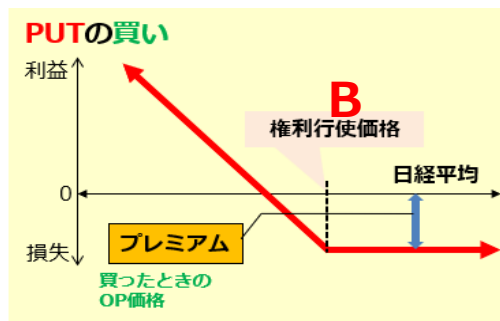 PUTの買い
利益
B
権利行使価格
日経平均
0
プレミアム
損失
買ったときの
OP価格